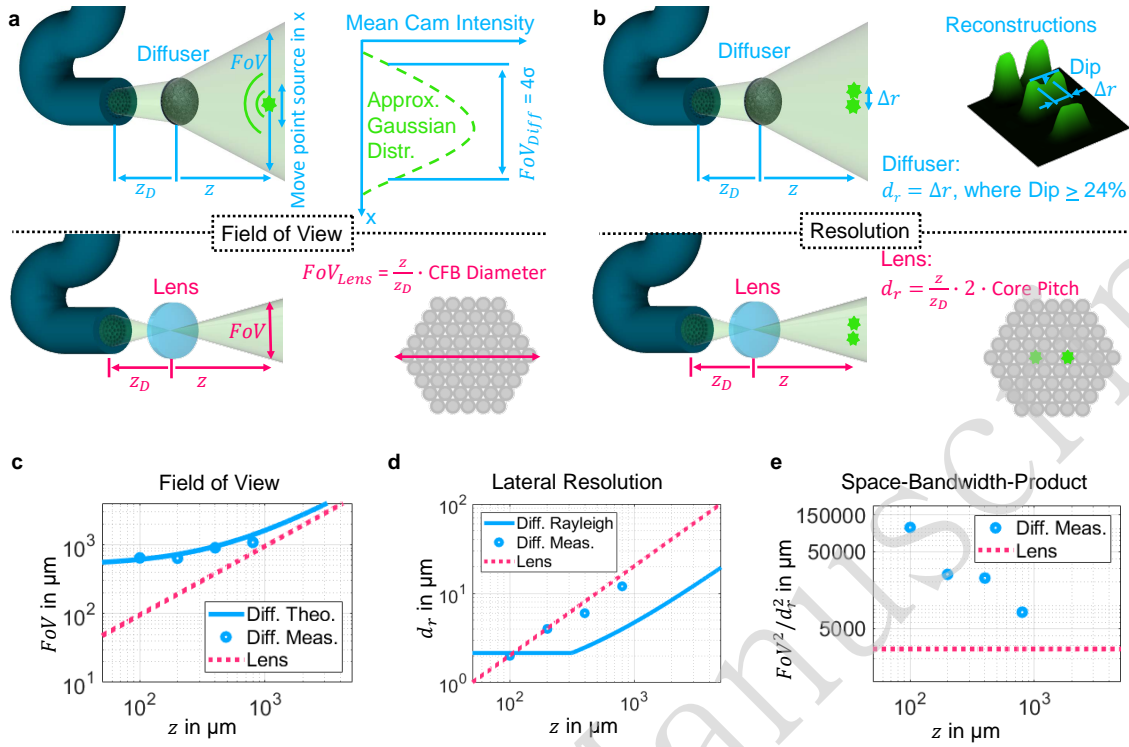 a
Mean Cam Intensity
Diffuser
FoV
Move point source in x
Approx.
Gaussian
Distr.
FoV_Diff = 4σ
z_D
z
x
b
Reconstructions
Diffuser
Dip
Δr
Δr
z_D
z
Diffuser:
d_r = Δr, where Dip ≥ 24%
Field of View
Resolution
Lens
FoV_Lens = z/z_D · CFB Diameter
FoV
z_D
z
Lens:
d_r = z/z_D · 2 · Core Pitch
Lens
z_D
z
c
Field of View
FoV in µm
10^3
10^2
10^1
Diff. Theo.
Diff. Meas.
Lens
10^2
10^3
z in µm
d
Lateral Resolution
d_r in µm
10^2
10^1
10^0
Diff. Rayleigh
Diff. Meas.
Lens
10^2
10^3
z in µm
e
Space-Bandwidth-Product
FoV^2/d_r^2 in µm
150000
50000
5000
Diff. Meas.
Lens
10^2
10^3
z in µm